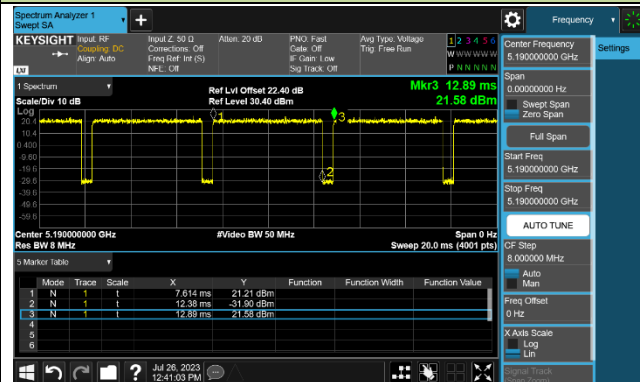 Spectrum Analyzer 1
Swept SA
+
Frequency
KEYSIGHT
Input: RF
Coupling: DC
Align: Auto
Input Z: 50 Ω
Corrections: Off
Freq Ref: Int (S)
NFE: Off
Atten: 20 dB
PNO: Fast
Gate: Off
IF Gain: Low
Sig Track: Off
Avg Type: Voltage
Trig: Free Run
1 2 3 4 5 6
W W W W W W
P N N N N N
LXI
1 Spectrum
Scale/Div 10 dB
Ref Lvl Offset 22.40 dB
Ref Level 30.40 dBm
Mkr3 12.89 ms
21.58 dBm
Log
20.4
10.4
0.400
-9.60
-19.6
-29.6
-39.6
-49.6
-59.6
1
2
3
Center 5.190000000 GHz
Res BW 8 MHz
#Video BW 50 MHz
Span 0 Hz
Sweep 20.0 ms (4001 pts)
5 Marker Table
Mode Trace Scale X Y Function Function Width Function Value
1 N 1 t 7.614 ms 21.21 dBm
2 N 1 t 12.38 ms -31.90 dBm
3 N 1 t 12.89 ms 21.58 dBm
4
5
6
Jul 26, 2023
12:41:03 PM
Center Frequency
5.190000000 GHz
Settings
Span
0.00000000 Hz
Swept Span
Zero Span
Full Span
Start Freq
5.190000000 GHz
Stop Freq
5.190000000 GHz
AUTO TUNE
CF Step
8.000000 MHz
Auto
Man
Freq Offset
0 Hz
X Axis Scale
Log
Lin
Signal Track
(Span Zoom)